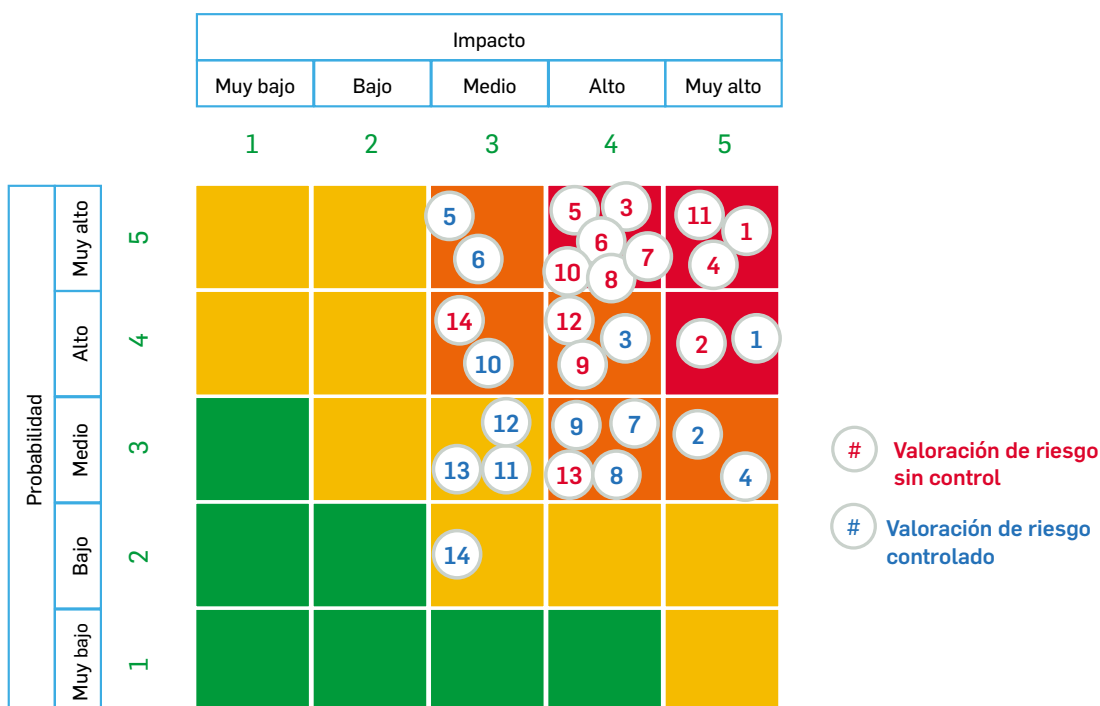 Impacto
Muy bajo
Bajo
Medio
Alto
Muy alto
1
2
3
4
5
Probabilidad
Muy alto
5
5
6
5
3
6
7
10
8
11
1
4
Alto
4
14
10
12
3
9
2
1
Medio
3
12
13
11
9
7
13
8
2
4
Bajo
2
14
Muy bajo
1
# Valoración de riesgo
sin control
# Valoración de riesgo
controlado